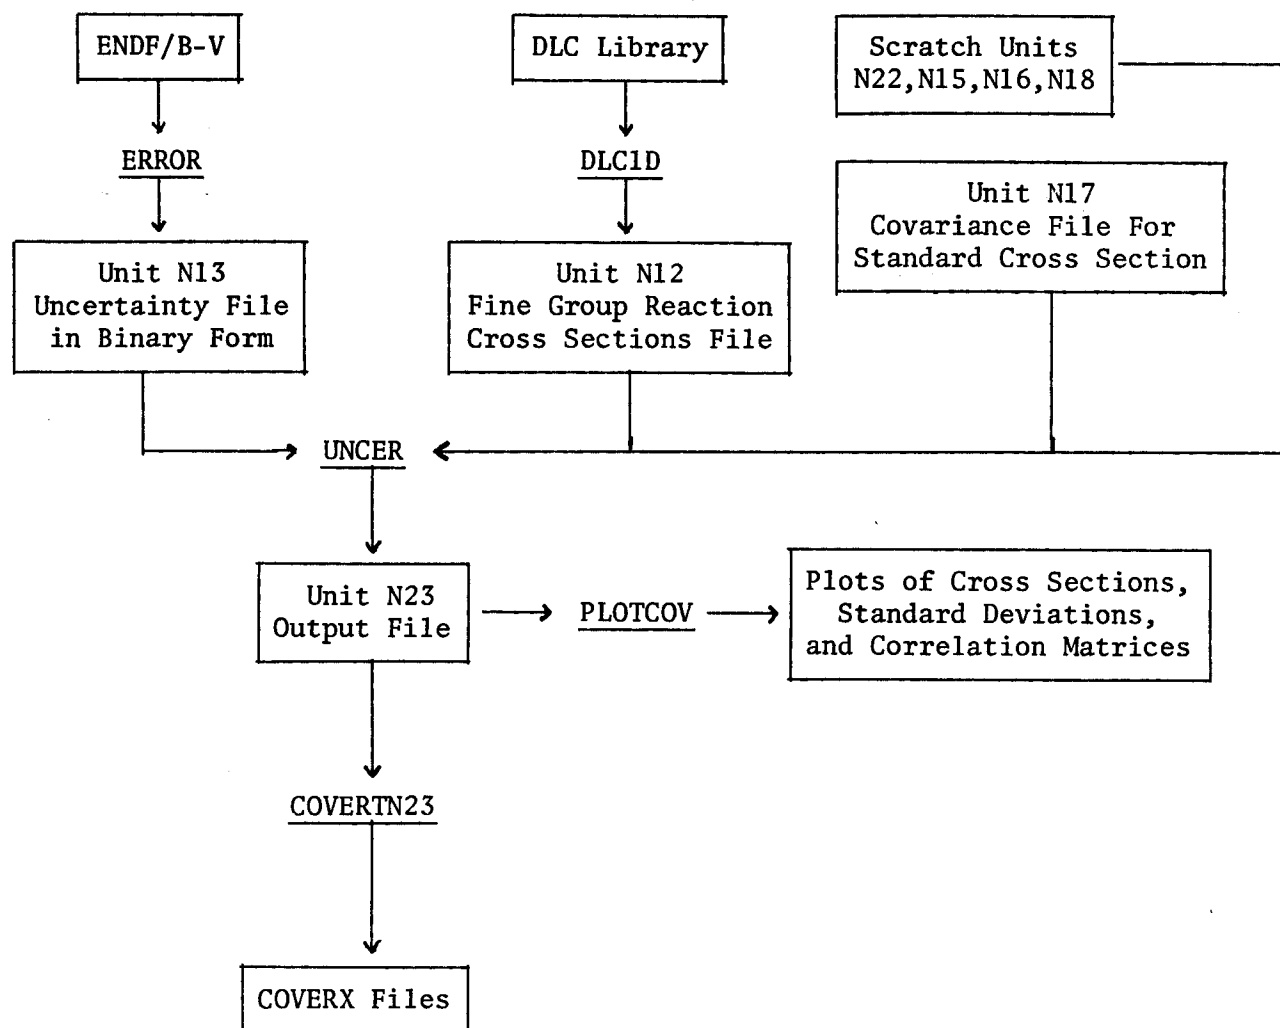 ENDF/B-V
DLC Library
Scratch Units
N22,N15,N16,N18
ERROR
DLC1D
Unit N17
Covariance File For
Standard Cross Section
Unit N13
Uncertainty File
in Binary Form
Unit N12
Fine Group Reaction
Cross Sections File
UNCER
Unit N23
Output File
PLOTCOV
Plots of Cross Sections,
Standard Deviations,
and Correlation Matrices
COVERTN23
COVERX Files